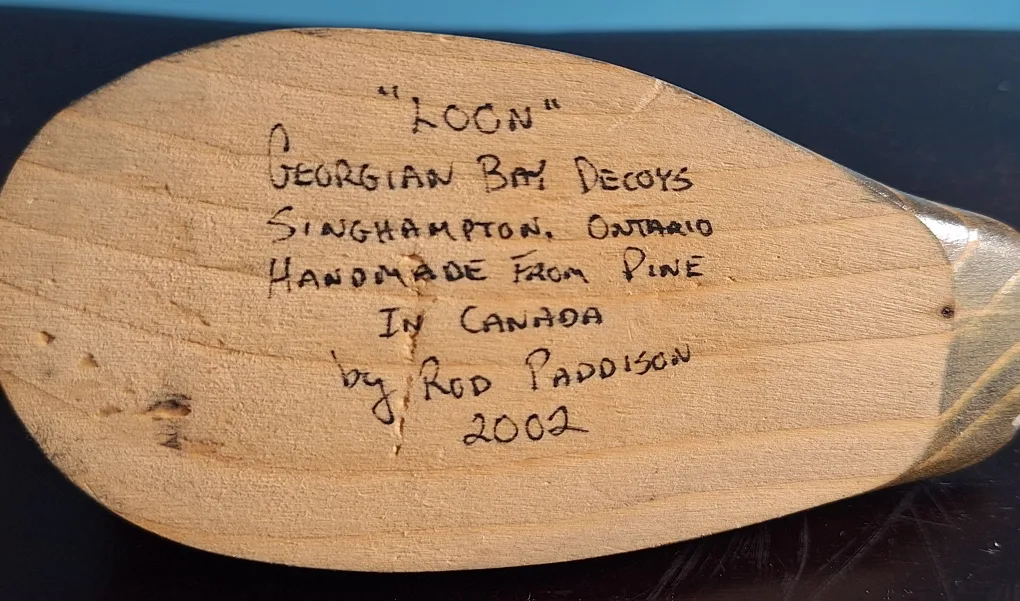 "LOON"
GEORGIAN BAY DECOYS
SINGHAMPTON. ONTARIO
HANDMADE FROM PINE
IN CANADA
by ROD PADDISON
2002